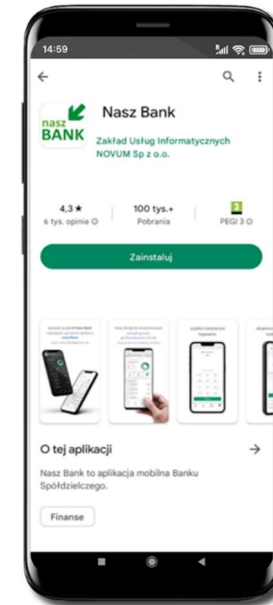 14:59
nasz
BANK
Nasz Bank
Zakład Usług Informatycznych
NOVUM Sp z o.o.
4,3 ★
6 tys. opinie
100 tys.+
Pobrania
3
PEGI 3
Zainstaluj
O tej aplikacji
Nasz Bank to aplikacja mobilna Banku
Spółdzielczego.
Finanse